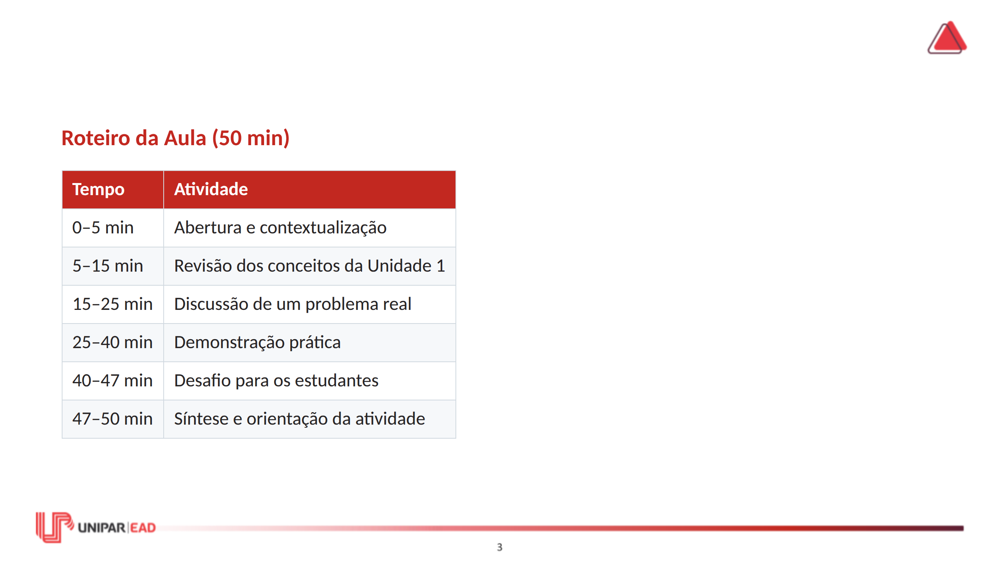 Roteiro da Aula (50 min)
Tempo Atividade
0–5 min Abertura e contextualização
5–15 min Revisão dos conceitos da Unidade 1
15–25 min Discussão de um problema real
25–40 min Demonstração prática
40–47 min Desafio para os estudantes
47–50 min Síntese e orientação da atividade
UNIPAR|EAD
3